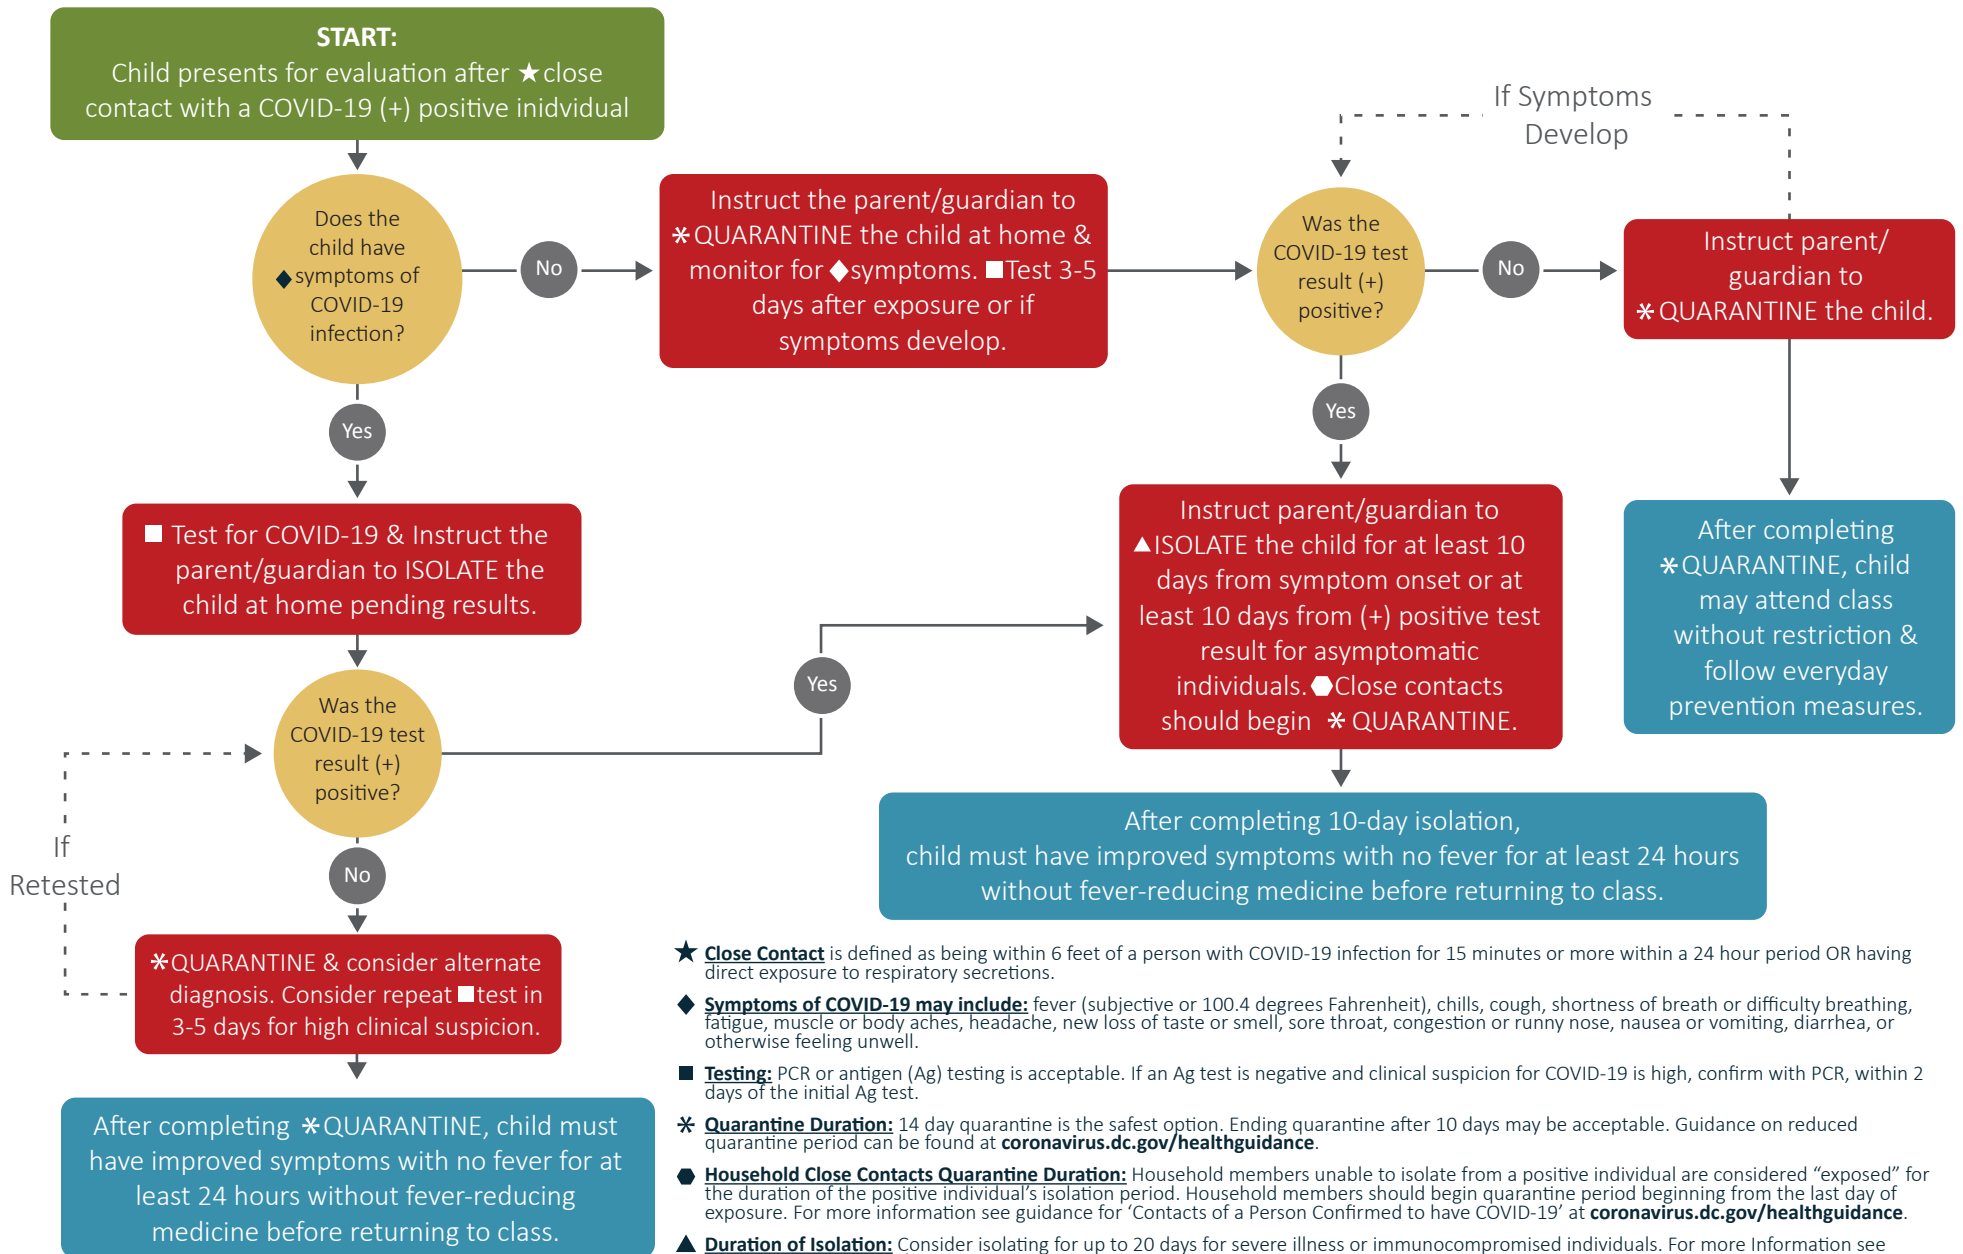 START:
Child presents for evaluation after ★ close
contact with a COVID-19 (+) positive inidvidual
Does the
child have
◆ symptoms of
COVID-19
infection?
No
Instruct the parent/guardian to
* QUARANTINE the child at home &
monitor for ◆symptoms. ■Test 3-5
days after exposure or if
symptoms develop.
If Symptoms
Develop
Was the
COVID-19 test
result (+)
positive?
No
Instruct parent/
guardian to
* QUARANTINE the child.
Yes
Yes
■ Test for COVID-19 & Instruct the
parent/guardian to ISOLATE the
child at home pending results.
Instruct parent/guardian to
▲ISOLATE the child for at least 10
days from symptom onset or at
least 10 days from (+) positive test
result for asymptomatic
individuals. ⬣Close contacts
should begin * QUARANTINE.
After completing
* QUARANTINE, child
may attend class
without restriction &
follow everyday
prevention measures.
Was the
COVID-19 test
result (+)
positive?
Yes
If
Retested
No
After completing 10-day isolation,
child must have improved symptoms with no fever for at least 24 hours
without fever-reducing medicine before returning to class.
* QUARANTINE & consider alternate
diagnosis. Consider repeat ■test in
3-5 days for high clinical suspicion.
After completing * QUARANTINE, child must
have improved symptoms with no fever for at
least 24 hours without fever-reducing
medicine before returning to class.
★ Close Contact is defined as being within 6 feet of a person with COVID-19 infection for 15 minutes or more within a 24 hour period OR having
direct exposure to respiratory secretions.
◆ Symptoms of COVID-19 may include: fever (subjective or 100.4 degrees Fahrenheit), chills, cough, shortness of breath or difficulty breathing,
fatigue, muscle or body aches, headache, new loss of taste or smell, sore throat, congestion or runny nose, nausea or vomiting, diarrhea, or
otherwise feeling unwell.
■ Testing: PCR or antigen (Ag) testing is acceptable. If an Ag test is negative and clinical suspicion for COVID-19 is high, confirm with PCR, within 2
days of the initial Ag test.
* Quarantine Duration: 14 day quarantine is the safest option. Ending quarantine after 10 days may be acceptable. Guidance on reduced
quarantine period can be found at coronavirus.dc.gov/healthguidance.
⬣ Household Close Contacts Quarantine Duration: Household members unable to isolate from a positive individual are considered “exposed” for
the duration of the positive individual’s isolation period. Household members should begin quarantine period beginning from the last day of
exposure. For more information see guidance for ‘Contacts of a Person Confirmed to have COVID-19’ at coronavirus.dc.gov/healthguidance.
▲ Duration of Isolation: Consider isolating for up to 20 days for severe illness or immunocompromised individuals. For more Information see